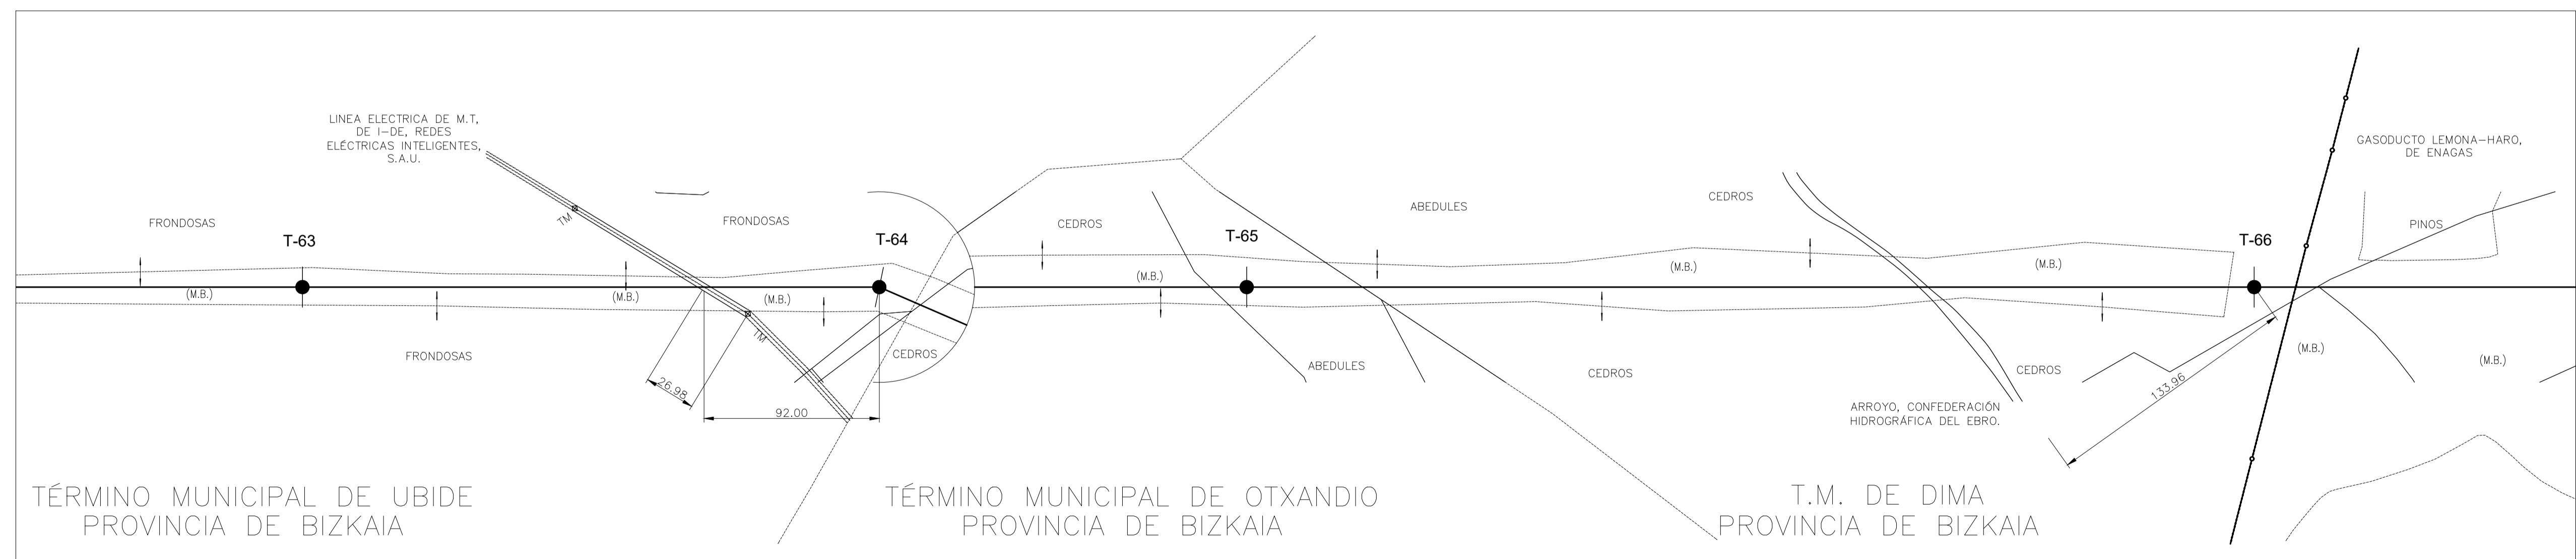 LINEA ELECTRICA DE M.T,
DE I-DE, REDES
ELÉCTRICAS INTELIGENTES,
S.A.U.
GASODUCTO LEMONA-HARO,
DE ENAGAS
FRONDOSAS
TM
FRONDOSAS
CEDROS
ABEDULES
CEDROS
PINOS
T-63
T-64
T-65
T-66
(M.B.)
(M.B.)
(M.B.)
(M.B.)
(M.B.)
(M.B.)
TM
FRONDOSAS
CEDROS
ABEDULES
CEDROS
CEDROS
(M.B.)
(M.B.)
26.98
92.00
133.96
ARROYO, CONFEDERACIÓN
HIDROGRÁFICA DEL EBRO.
TÉRMINO MUNICIPAL DE UBIDE
PROVINCIA DE BIZKAIA
TÉRMINO MUNICIPAL DE OTXANDIO
PROVINCIA DE BIZKAIA
T.M. DE DIMA
PROVINCIA DE BIZKAIA